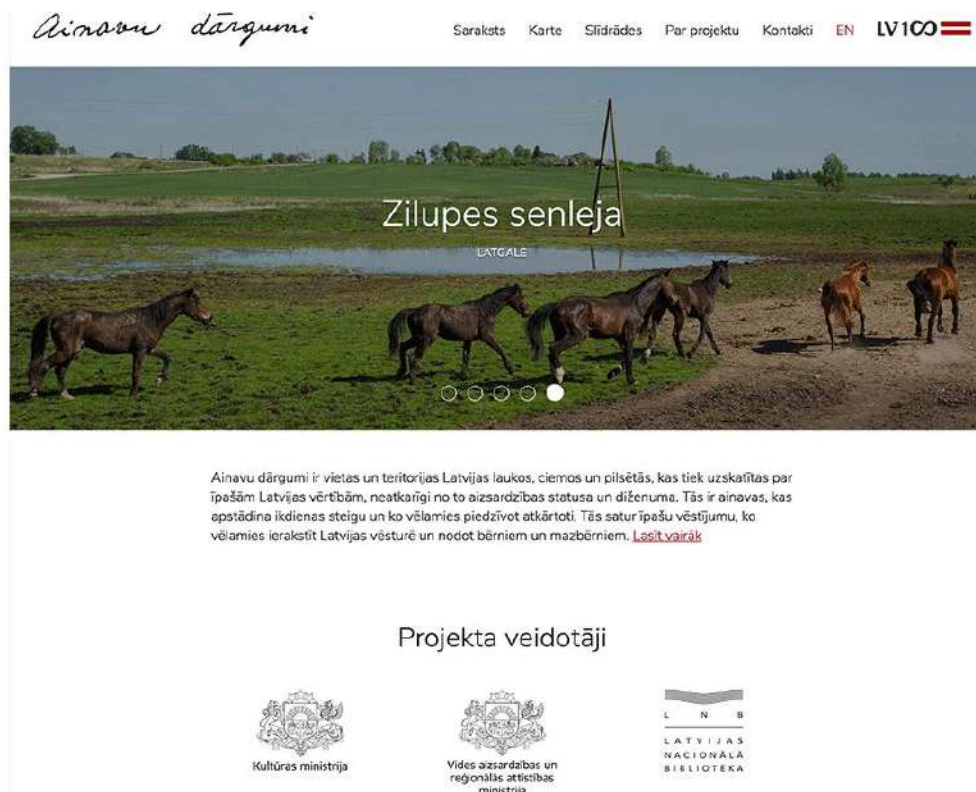 Ainavu dārgumi
Saraksts Karte Slīdrādes Par projektu Kontakti EN LV100
Zilupes senleja
LATGALE
Ainavu dārgumi ir vietas un teritorijas Latvijas laukos, ciemos un pilsētās, kas tiek uzskatītas par
īpašām Latvijas vērtībām, neatkarīgi no to aizsardzības statusa un diženuma. Tās ir ainavas, kas
apstādina ikdienas steigu un ko vēlamies piedzīvot atkārtoti. Tās satur īpašu vēstījumu, ko
vēlamies ierakstīt Latvijas vēsturē un nodot bērniem un mazbērniem. Lasīt vairāk
Projekta veidotāji
Kultūras ministrija
Vides aizsardzības un
reģionālās attīstības
ministrija
L N B
LATVIJAS
NACIONĀLĀ
BIBLIOTĒKA